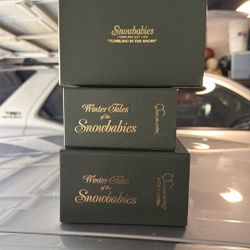 Snowbabies
"TUMBLING IN THE SNOW!"
Winter Tales
of the
Snowbabies
Winter Tales
of the
Snowbabies